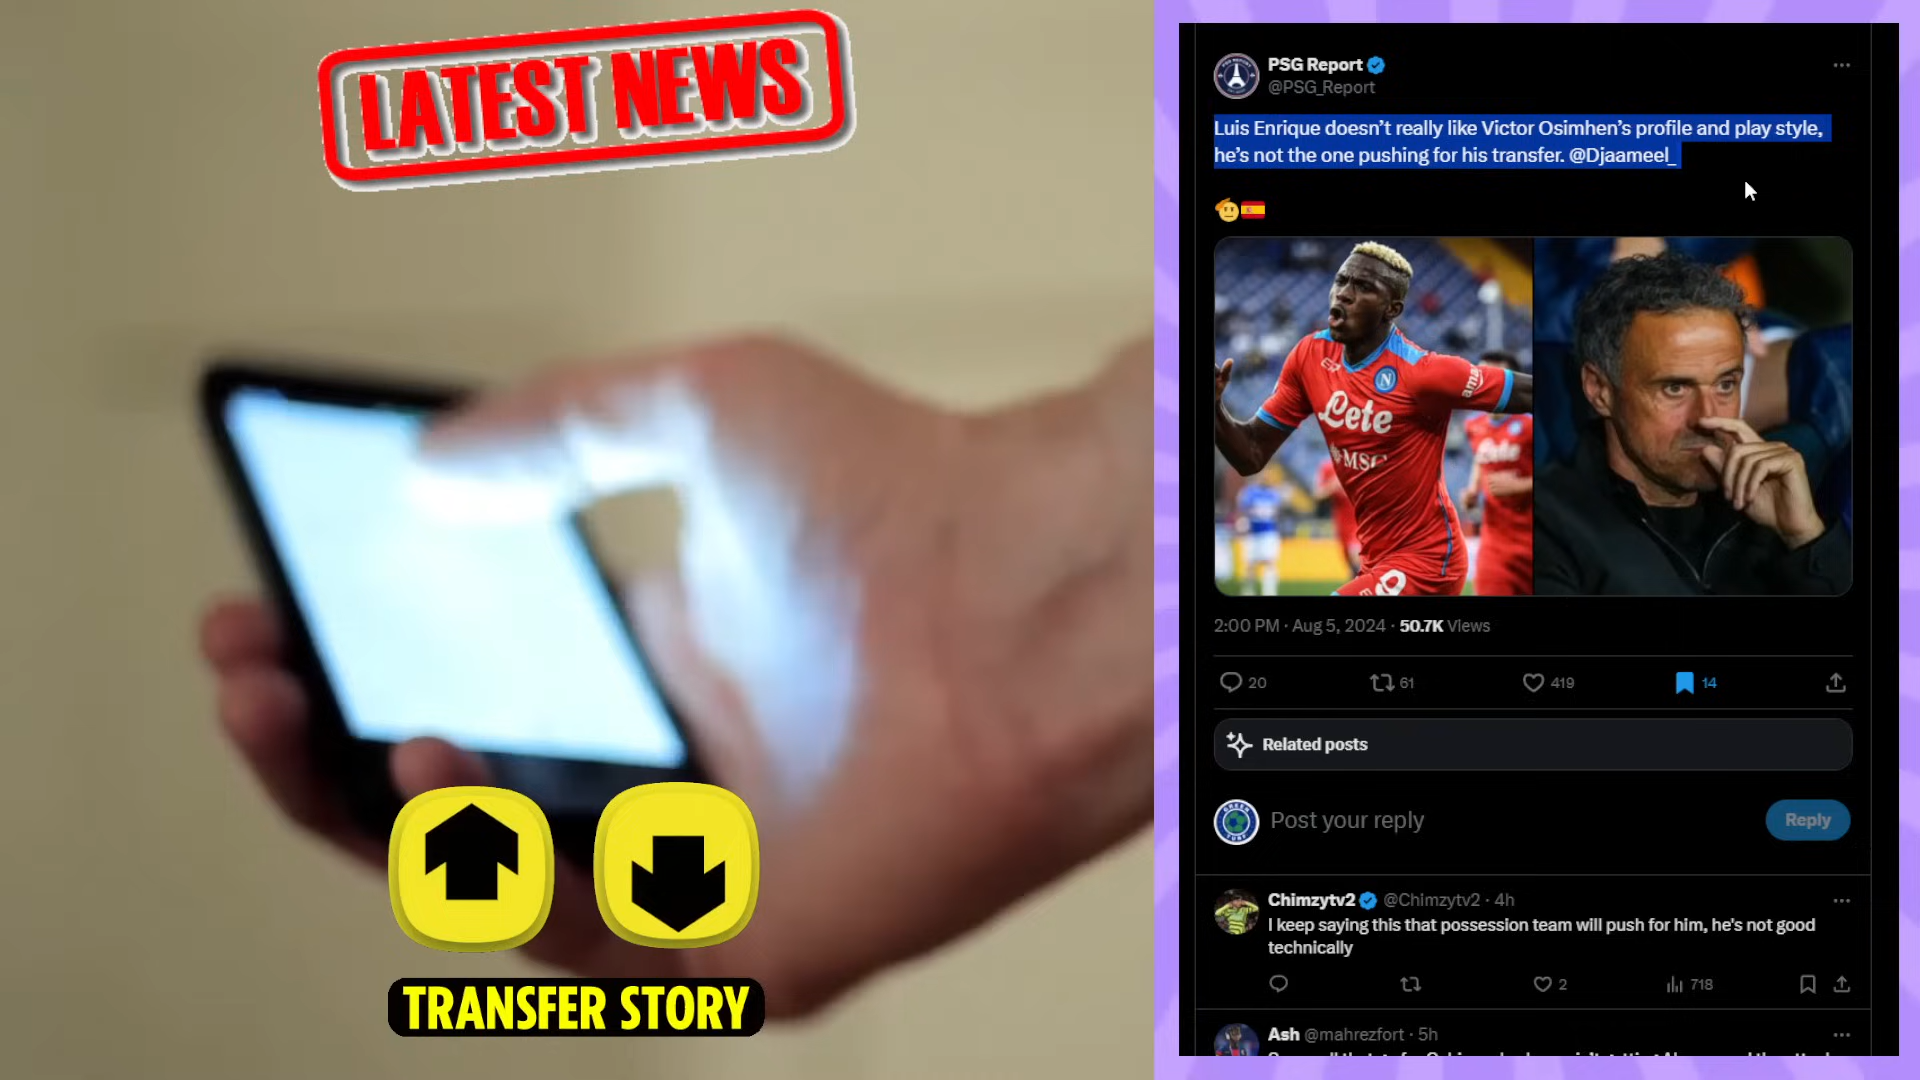 LATEST NEWS
TRANSFER STORY
PSG Report
@PSG_Report
Luis Enrique doesn’t really like Victor Osimhen’s profile and play style,
he’s not the one pushing for his transfer. @Djaameel_
Lete
MSC
N
2:00 PM · Aug 5, 2024 · 50.7K Views
20
61
419
14
Related posts
Post your reply
Reply
Chimzytv2 @Chimzytv2 · 4h
I keep saying this that possession team will push for him, he's not good
technically
2
718
Ash @mahrezfort · 5h